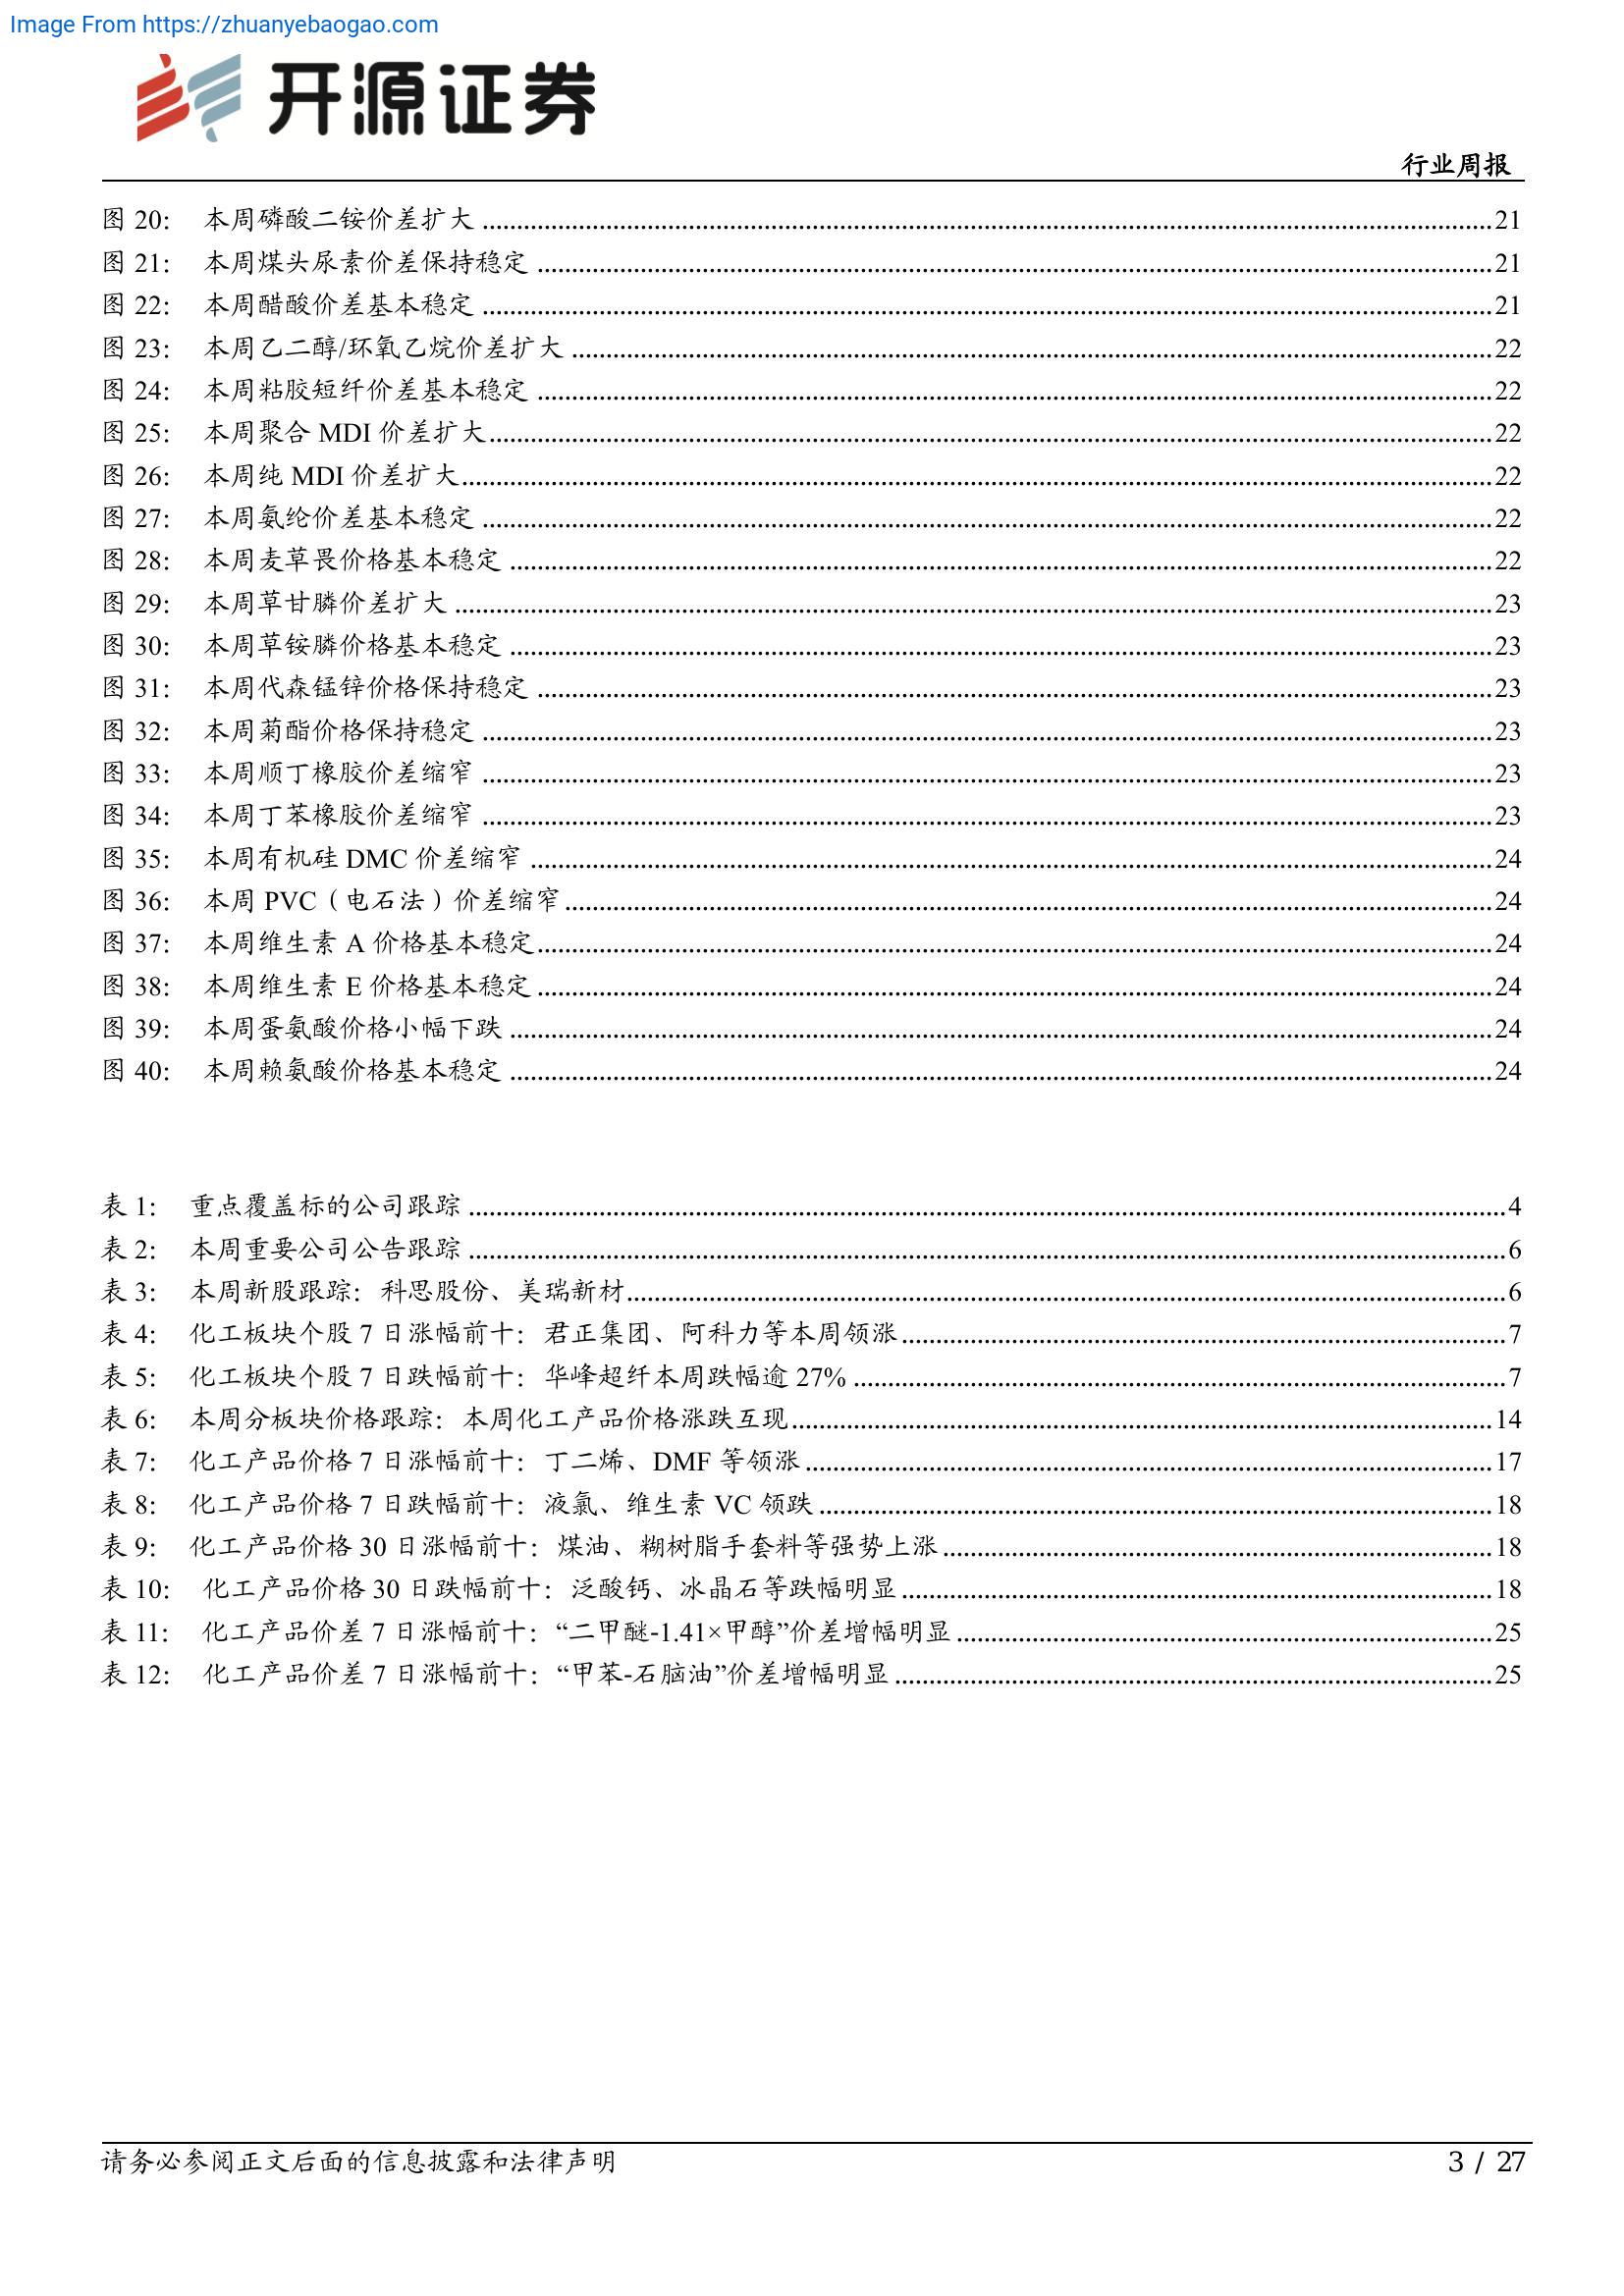 Image From https://zhuanyebaogao.com
开源证券
行业周报
图 20： 本周磷酸二铵价差扩大 21
图 21： 本周煤头尿素价差保持稳定 21
图 22： 本周醋酸价差基本稳定 21
图 23： 本周乙二醇/环氧乙烷价差扩大 22
图 24： 本周粘胶短纤价差基本稳定 22
图 25： 本周聚合 MDI 价差扩大 22
图 26： 本周纯 MDI 价差扩大 22
图 27： 本周氨纶价差基本稳定 22
图 28： 本周麦草畏价格基本稳定 22
图 29： 本周草甘膦价差扩大 23
图 30： 本周草铵膦价格基本稳定 23
图 31： 本周代森锰锌价格保持稳定 23
图 32： 本周菊酯价格保持稳定 23
图 33： 本周顺丁橡胶价差缩窄 23
图 34： 本周丁苯橡胶价差缩窄 23
图 35： 本周有机硅 DMC 价差缩窄 24
图 36： 本周 PVC（电石法）价差缩窄 24
图 37： 本周维生素 A 价格基本稳定 24
图 38： 本周维生素 E 价格基本稳定 24
图 39： 本周蛋氨酸价格小幅下跌 24
图 40： 本周赖氨酸价格基本稳定 24
表 1： 重点覆盖标的公司跟踪 4
表 2： 本周重要公司公告跟踪 6
表 3： 本周新股跟踪：科思股份、美瑞新材 6
表 4： 化工板块个股 7 日涨幅前十：君正集团、阿科力等本周领涨 7
表 5： 化工板块个股 7 日跌幅前十：华峰超纤本周跌幅逾 27% 7
表 6： 本周分板块价格跟踪：本周化工产品价格涨跌互现 14
表 7： 化工产品价格 7 日涨幅前十：丁二烯、DMF 等领涨 17
表 8： 化工产品价格 7 日跌幅前十：液氯、维生素 VC 领跌 18
表 9： 化工产品价格 30 日涨幅前十：煤油、糊树脂手套料等强势上涨 18
表 10： 化工产品价格 30 日跌幅前十：泛酸钙、冰晶石等跌幅明显 18
表 11： 化工产品价差 7 日涨幅前十：“二甲醚-1.41×甲醇”价差增幅明显 25
表 12： 化工产品价差 7 日涨幅前十：“甲苯-石脑油”价差增幅明显 25
请务必参阅正文后面的信息披露和法律声明
3 / 27